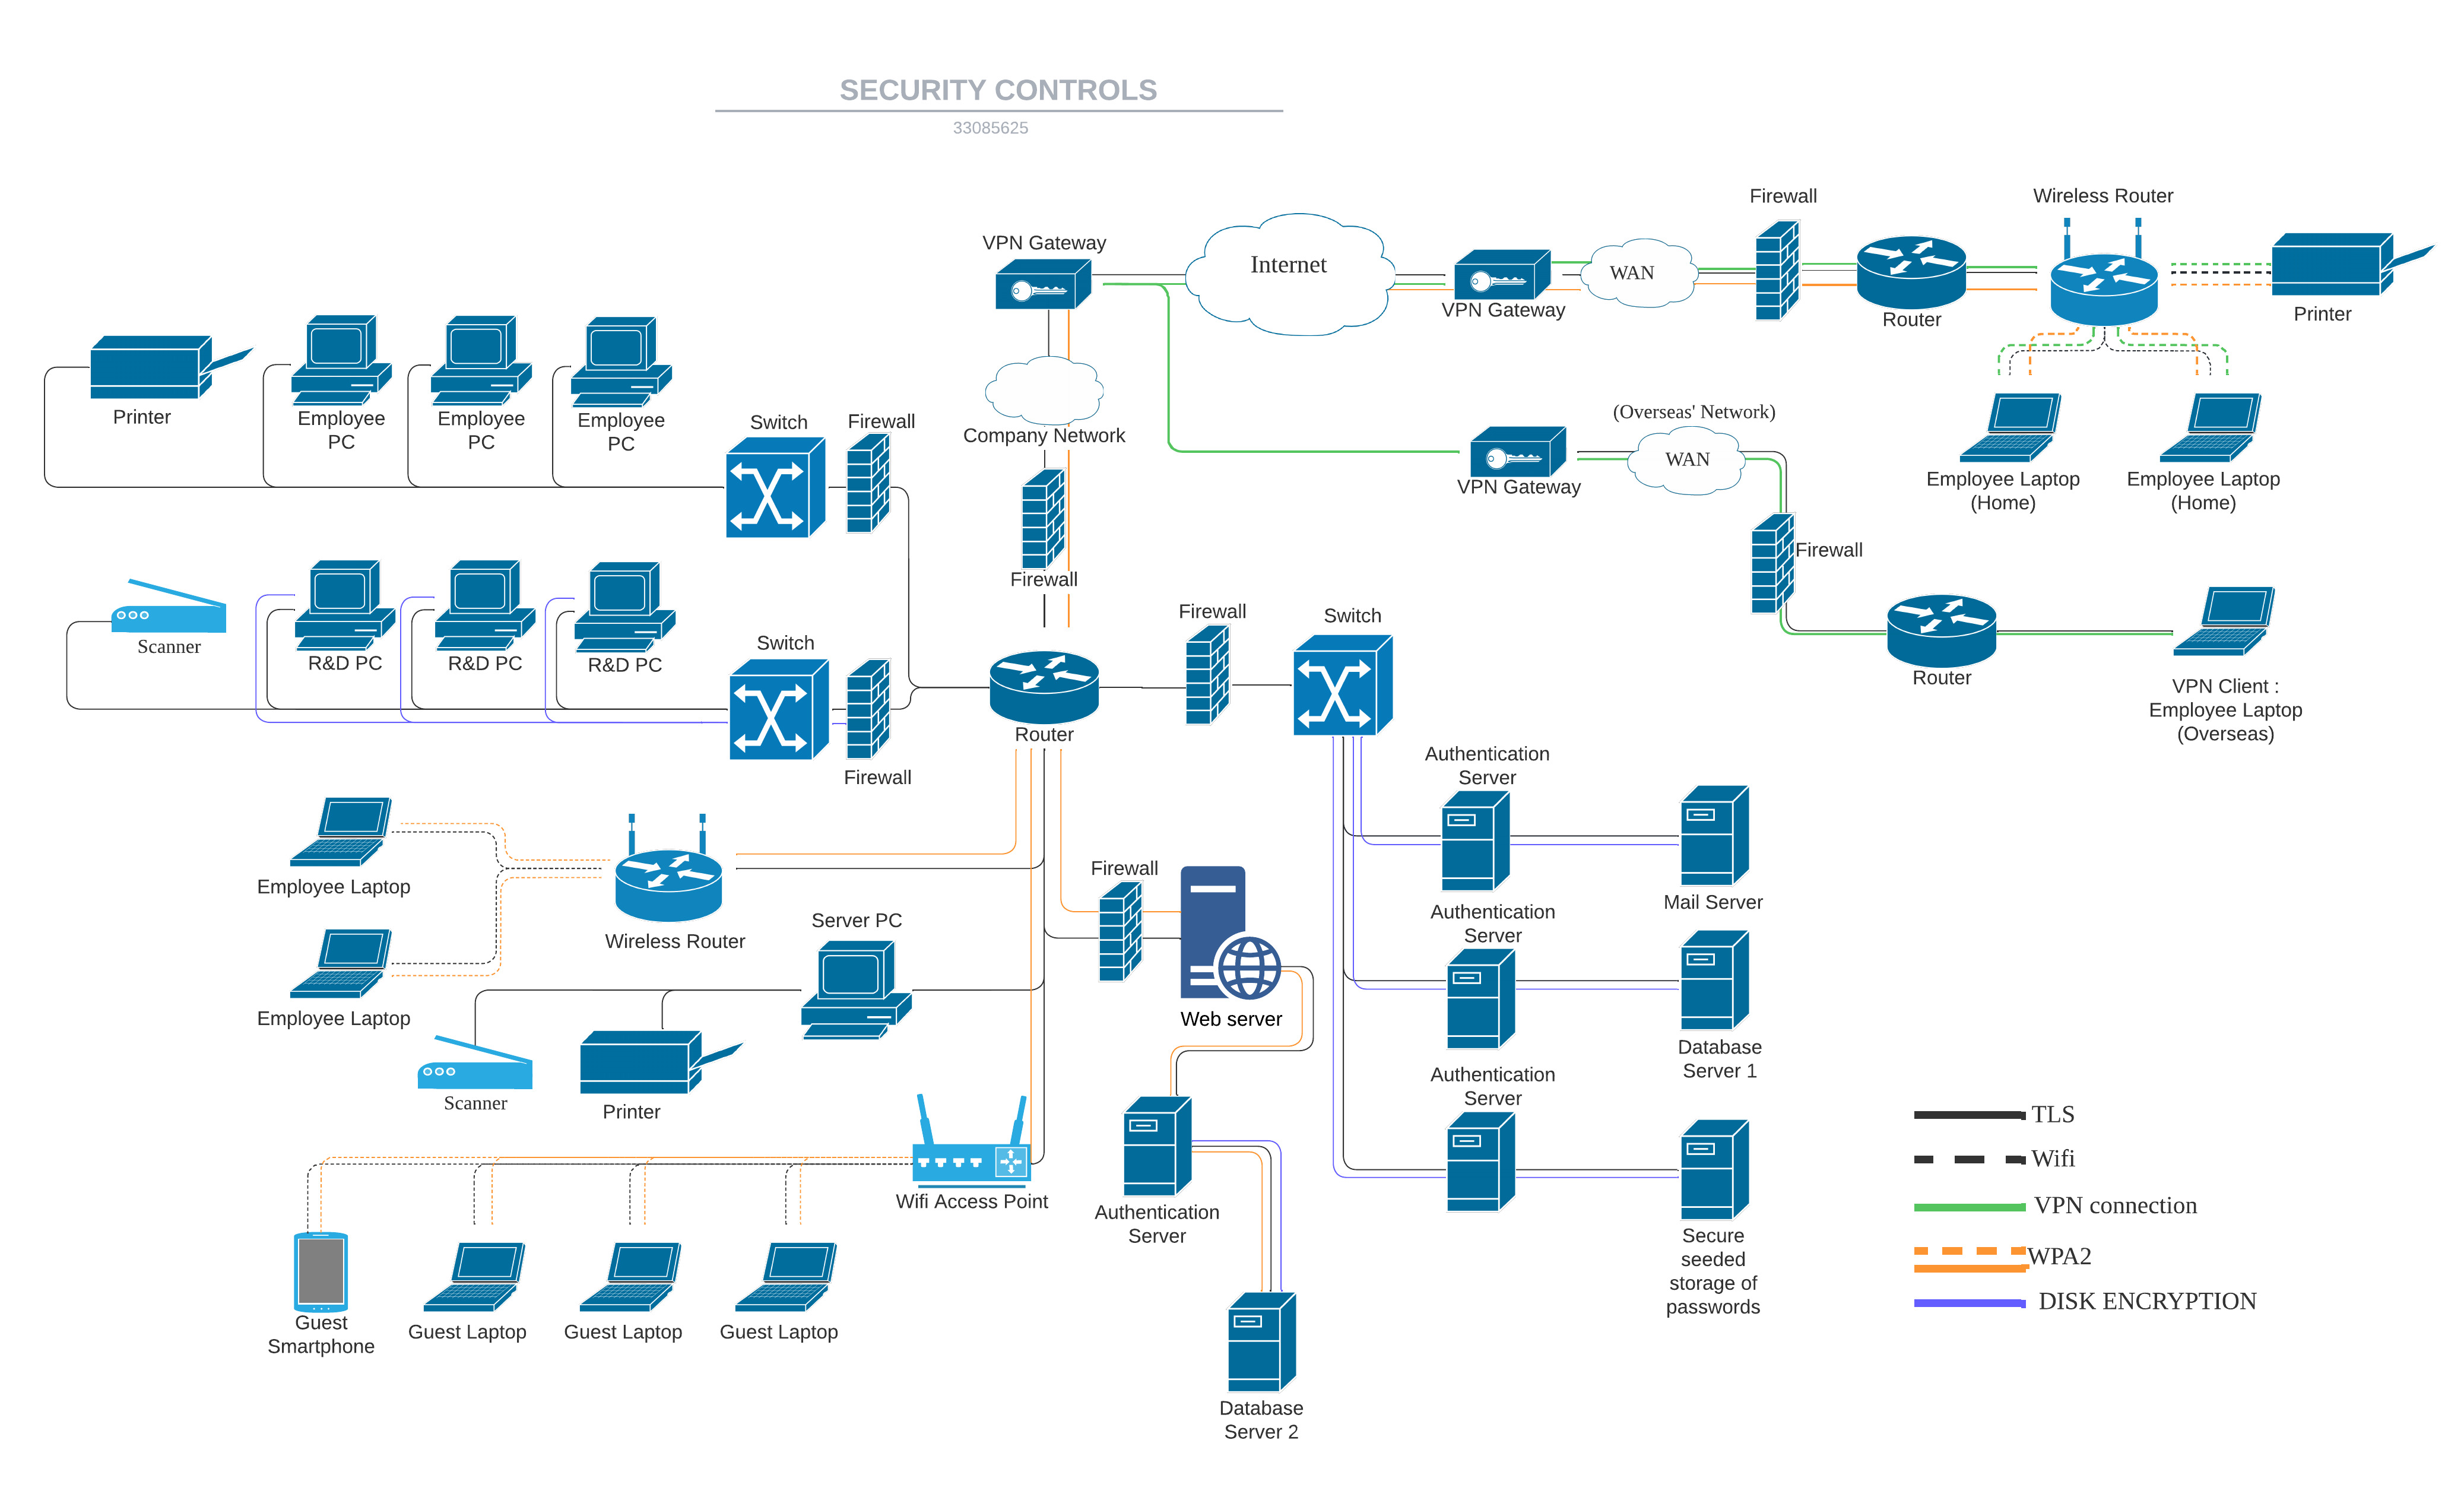 SECURITY CONTROLS
33085625
Firewall
Wireless Router
VPN Gateway
Internet
WAN
VPN Gateway
Router
Printer
Printer
Employee
PC
Employee
PC
Employee
PC
Switch
Firewall
Company Network
(Overseas' Network)
WAN
VPN Gateway
Employee Laptop
(Home)
Employee Laptop
(Home)
Firewall
Firewall
Scanner
R&D PC
R&D PC
R&D PC
Switch
Firewall
Router
Firewall
Switch
Router
VPN Client :
Employee Laptop
(Overseas)
Authentication
Server
Mail Server
Employee Laptop
Employee Laptop
Wireless Router
Server PC
Firewall
Web server
Authentication
Server
Database
Server 1
Scanner
Printer
Authentication
Server
Secure
seeded
storage of
passwords
Wifi Access Point
Authentication
Server
Guest
Smartphone
Guest Laptop
Guest Laptop
Guest Laptop
Database
Server 2
TLS
Wifi
VPN connection
WPA2
DISK ENCRYPTION